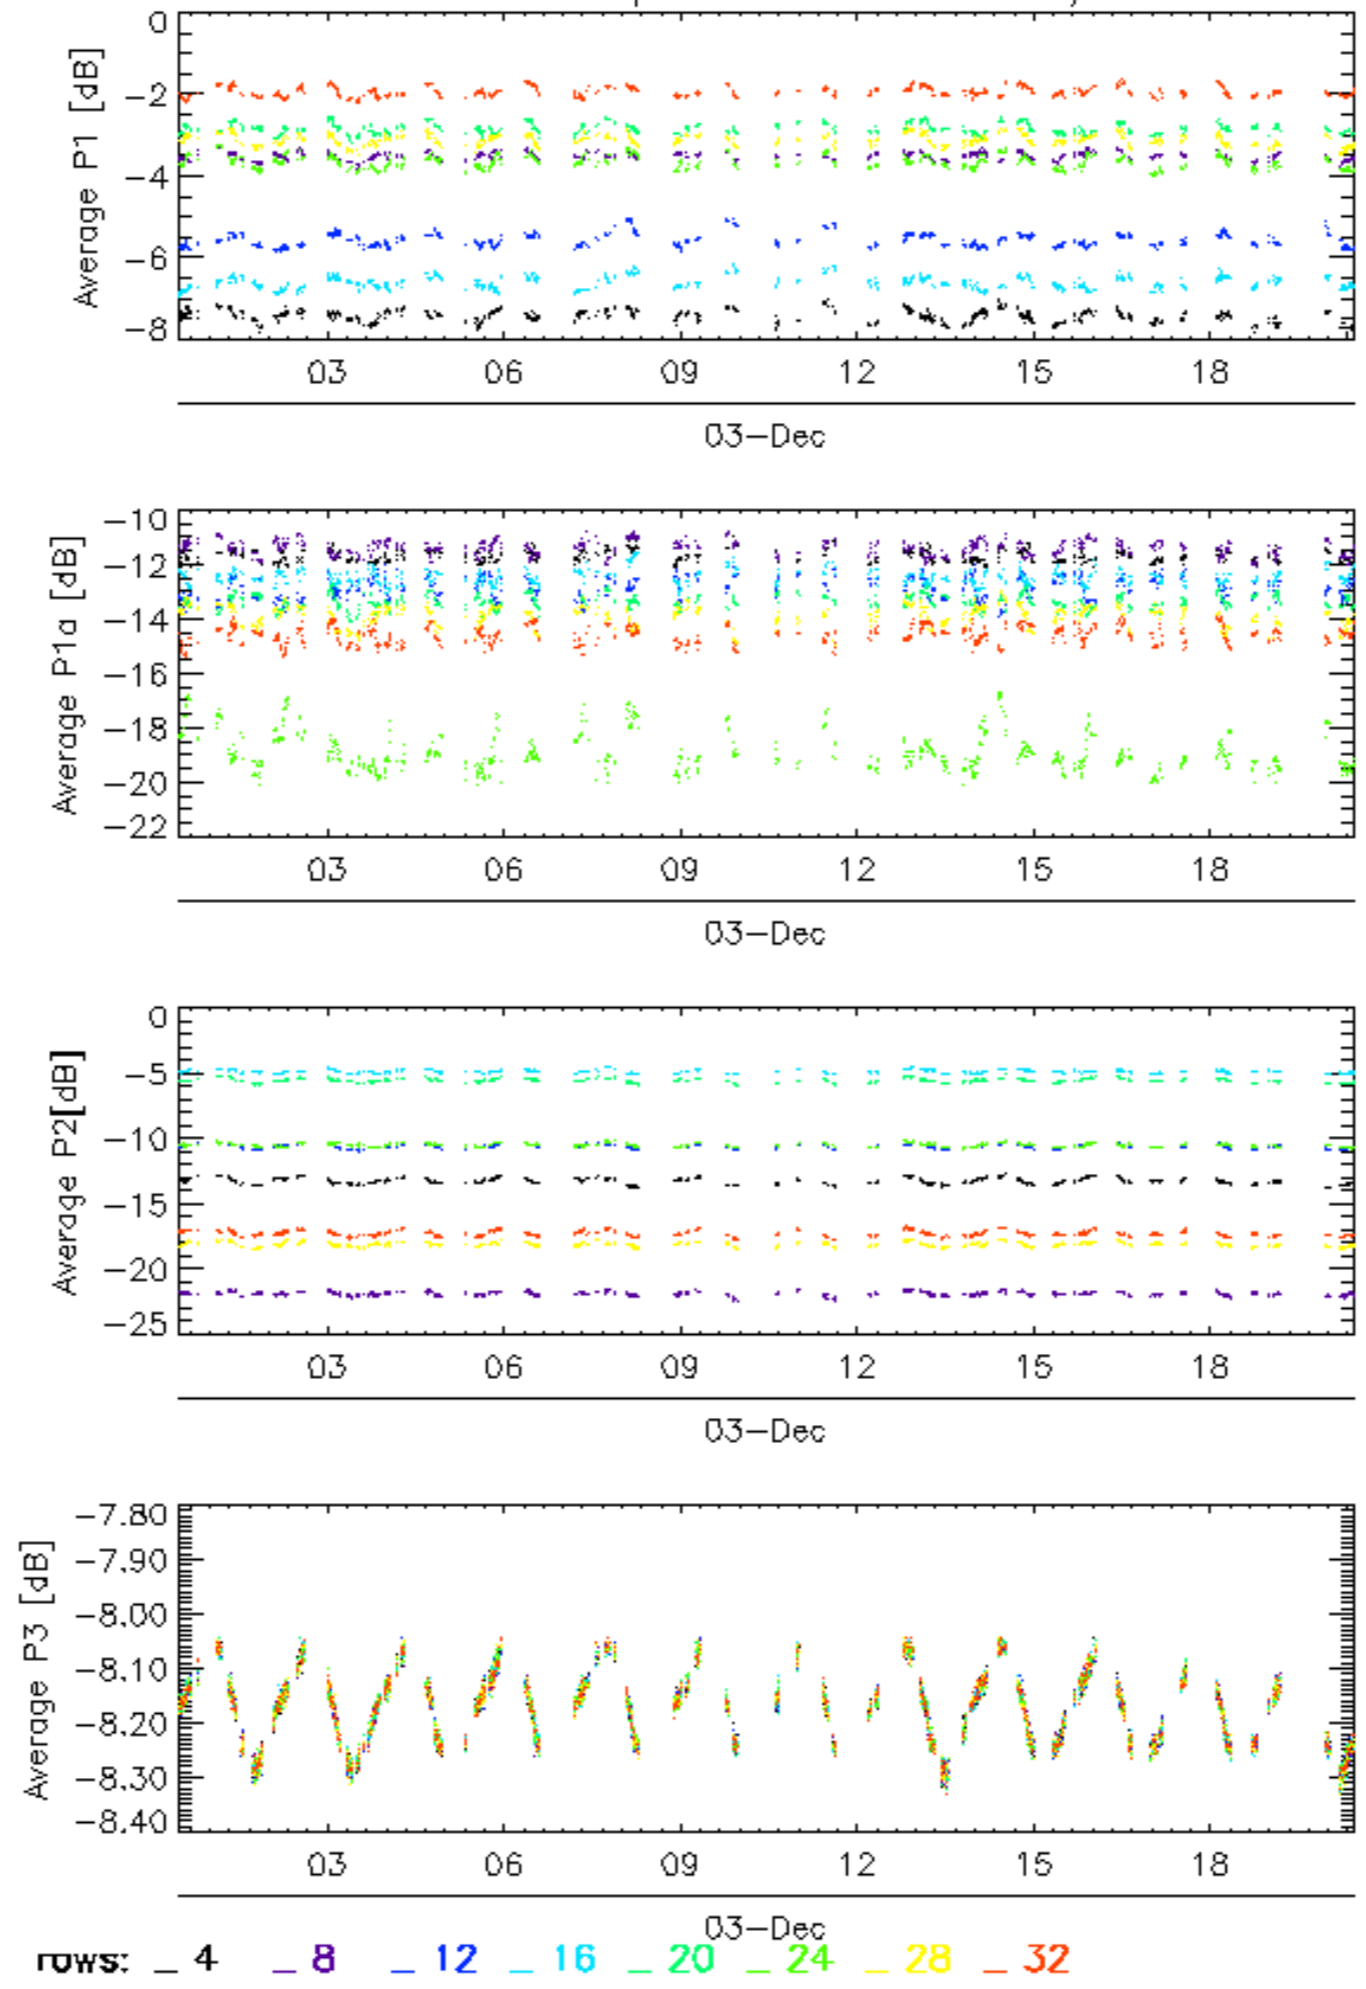 0
-2
-4
-6
-8
Average P1 [dB]
03 06 09 12 15 18
03-Dec
-10
-12
-14
-16
-18
-20
-22
Average P1a [dB]
03 06 09 12 15 18
03-Dec
0
-5
-10
-15
-20
-25
Average P2[dB]
03 06 09 12 15 18
03-Dec
-7.80
-7.90
-8.00
-8.10
-8.20
-8.30
-8.40
Average P3 [dB]
03 06 09 12 15 18
03-Dec
rows: _ 4 _ 8 _ 12 _ 16 _ 20 _ 24 _ 28 _ 32